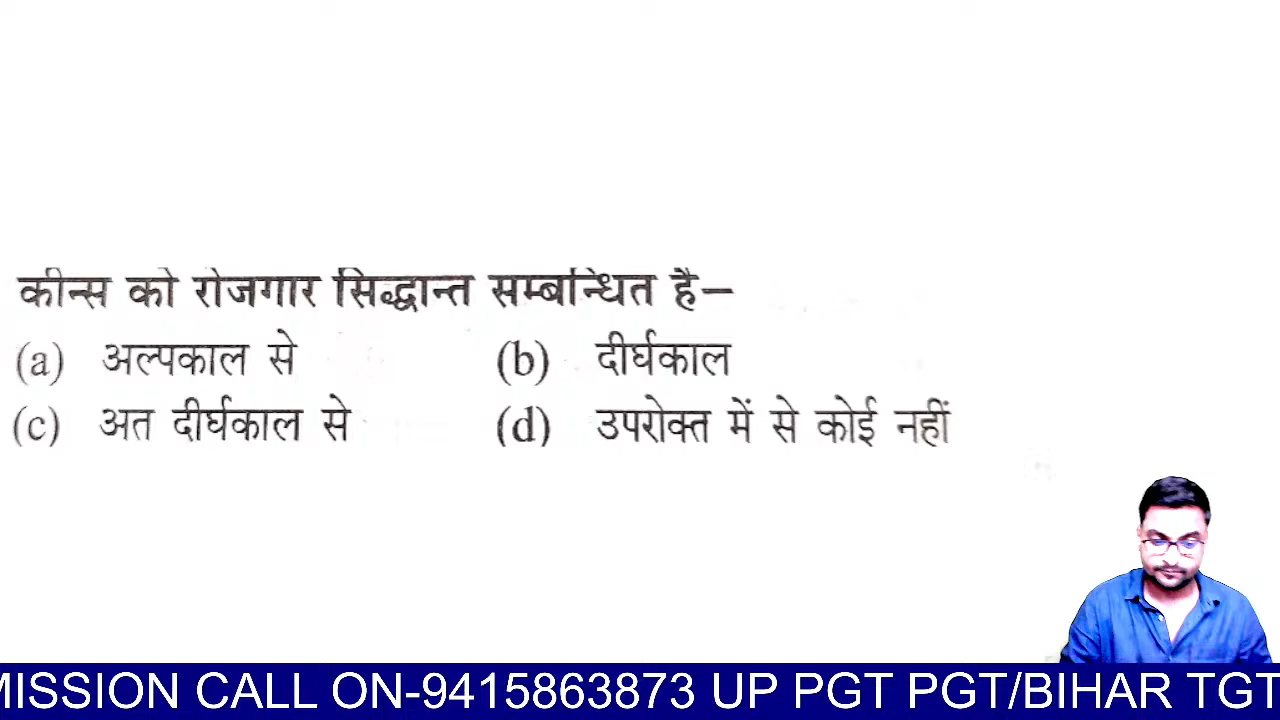 कीन्स को रोजगार सिद्धान्त सम्बन्धित है–
(a) अल्पकाल से (b) दीर्घकाल
(c) अत दीर्घकाल से (d) उपरोक्त में से कोई नहीं
MISSION CALL ON-9415863873 UP PGT PGT/BIHAR TGT